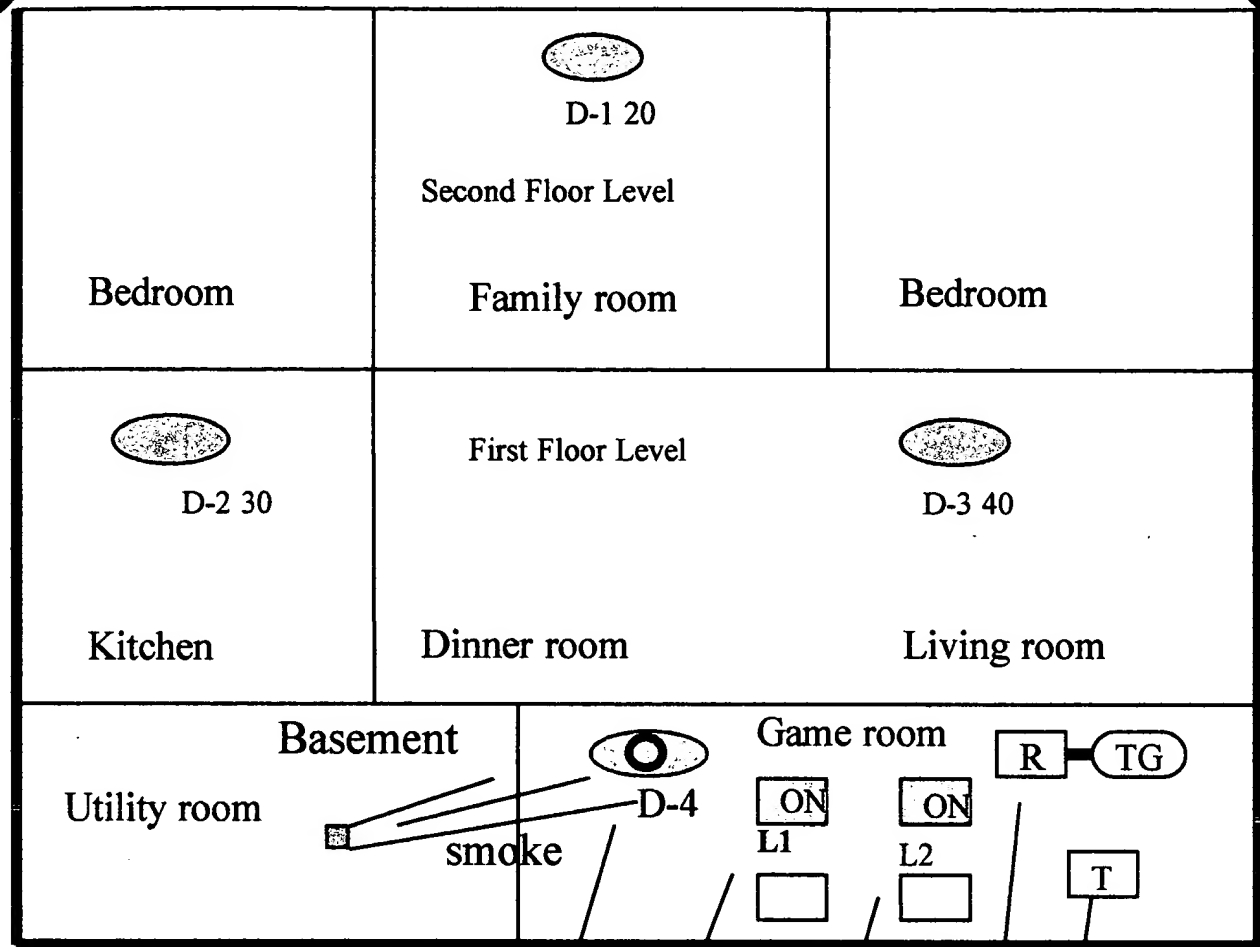 D-1 20
Second Floor Level
Bedroom
Family room
Bedroom
First Floor Level
D-2 30
D-3 40
Kitchen
Dinner room
Living room
Basement
Game room
R
TG
Utility room
D-4
ON
ON
smoke
L1
L2
T